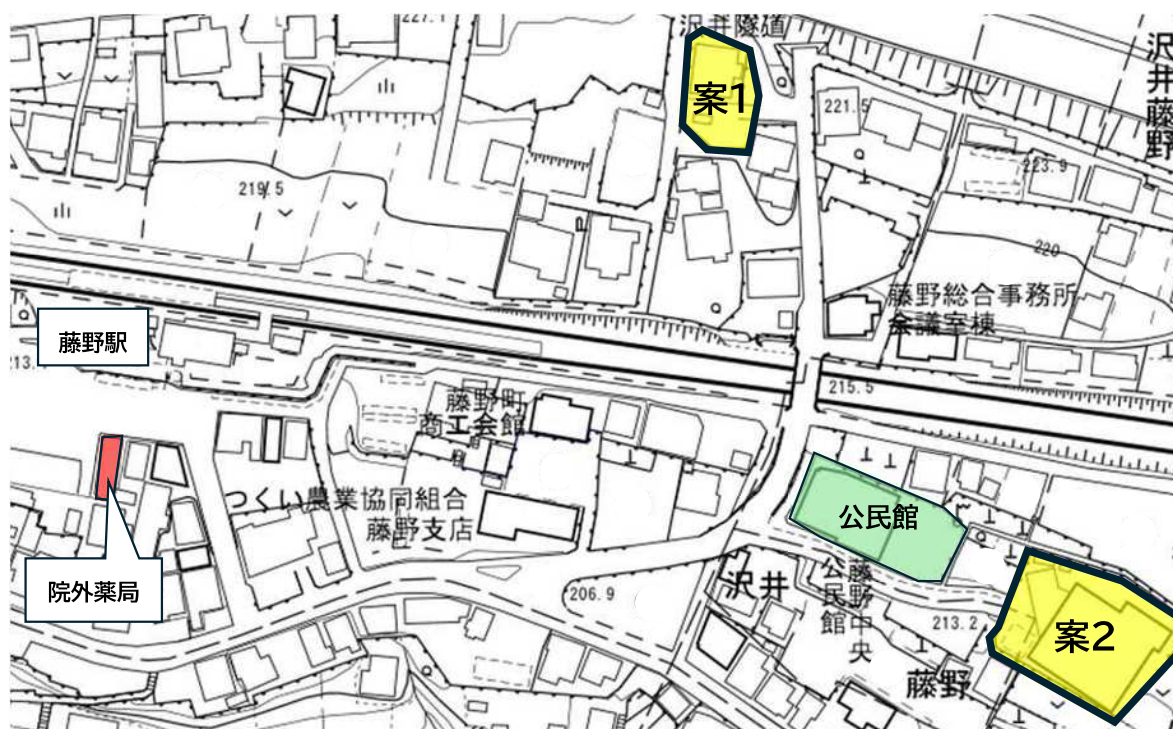 227.1
沢井隧道
案1
221.5
沢井藤野
223.9
219.5
220
藤野総合事務所
会議室棟
藤野駅
215.5
藤野町
商工会館
つくい農業協同組合
藤野支店
公民館
院外薬局
206.9
沢井
藤野中央
公民館
213.2
案2
藤野